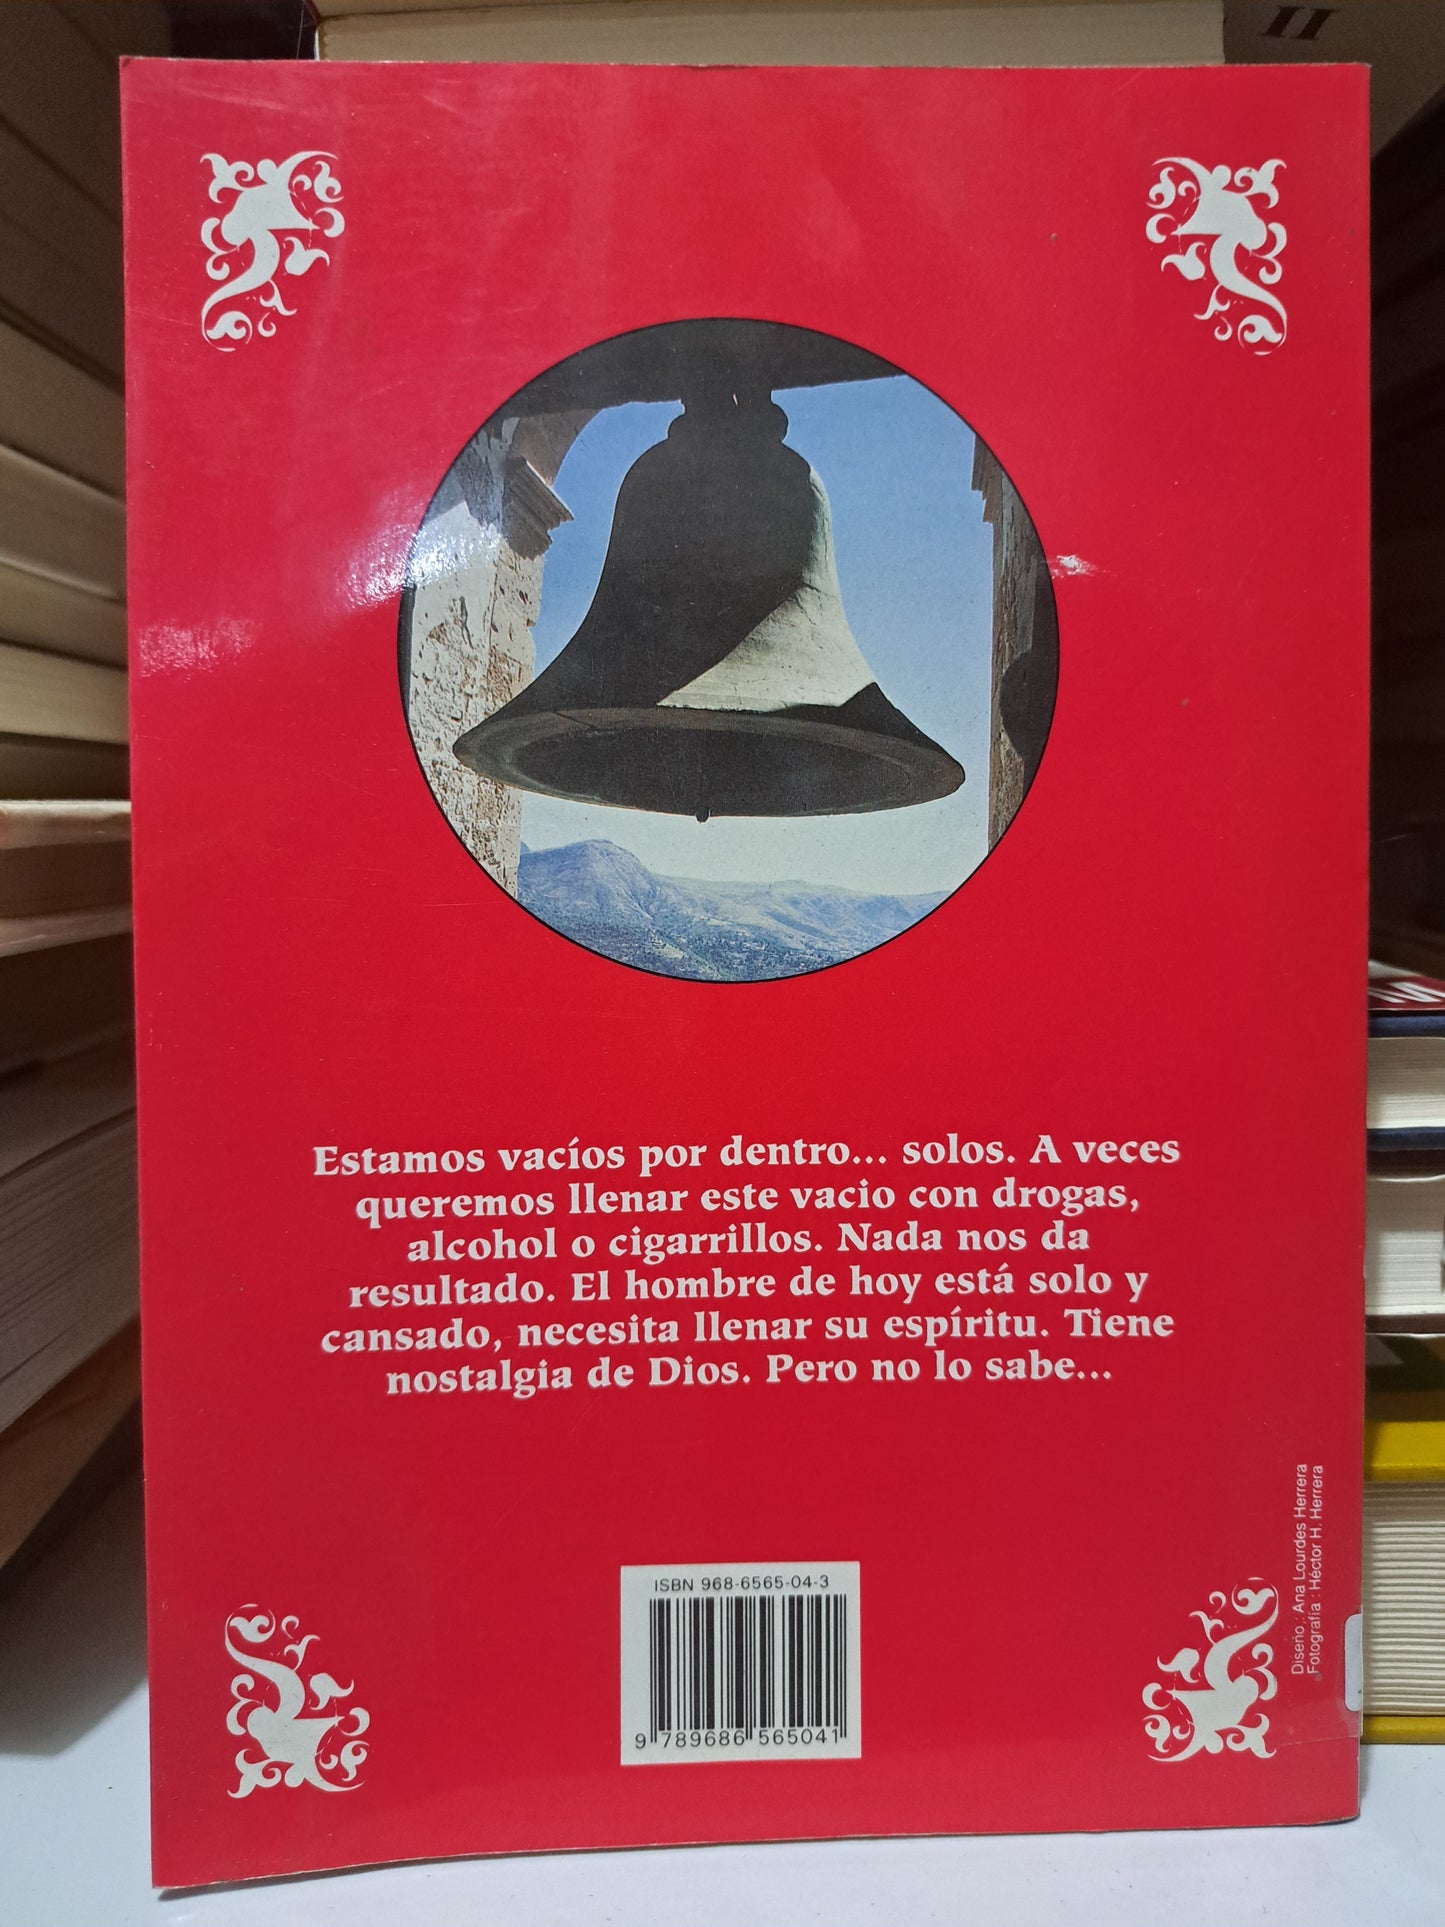 II
Estamos vacíos por dentro... solos. A veces
queremos llenar este vacio con drogas,
alcohol o cigarrillos. Nada nos da
resultado. El hombre de hoy está solo y
cansado, necesita llenar su espíritu. Tiene
nostalgia de Dios. Pero no lo sabe...
Diseño : Ana Lourdes Herrera
Fotografía : Héctor H. Herrera
ISBN 968-6565-04-3
9 789686 565041